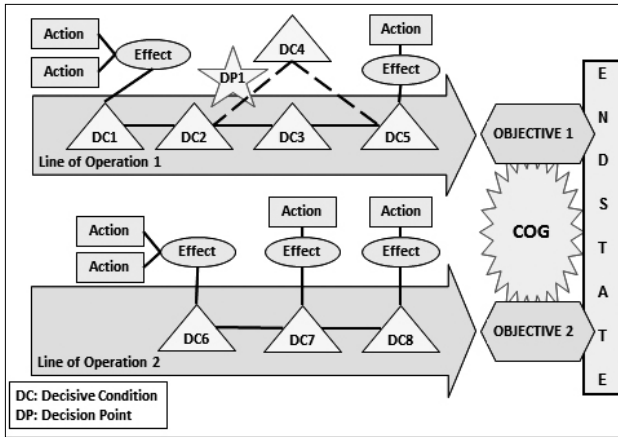 Action
Action
Effect
DP1
DC4
Action
Effect
DC1
DC2
DC3
DC5
Line of Operation 1
OBJECTIVE 1
Action
Action
Effect
Action
Effect
Action
Effect
COG
DC6
DC7
DC8
Line of Operation 2
OBJECTIVE 2
E
N
D
S
T
A
T
E
DC: Decisive Condition
DP: Decision Point